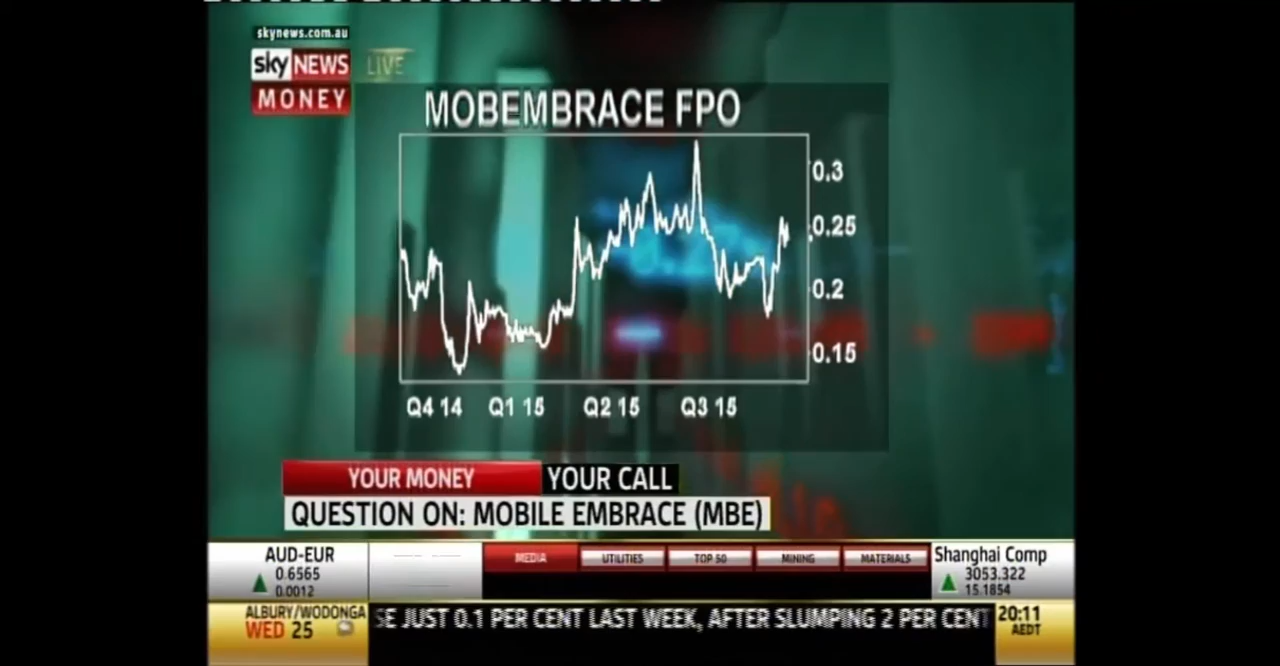 skynews.com.au
sky NEWS LIVE
MONEY
MOBEMBRACE FPO
0.3
0.25
0.2
0.15
Q4 14 Q1 15 Q2 15 Q3 15
YOUR MONEY YOUR CALL
QUESTION ON: MOBILE EMBRACE (MBE)
AUD-EUR
0.6565
0.0012
MEDIA UTILITIES TOP 50 MINING MATERIALS
Shanghai Comp
3053.322
15.1854
ALBURY/WODONGA
WED 25
SE JUST 0.1 PER CENT LAST WEEK, AFTER SLUMPING 2 PER CENT
20:11
AEDT